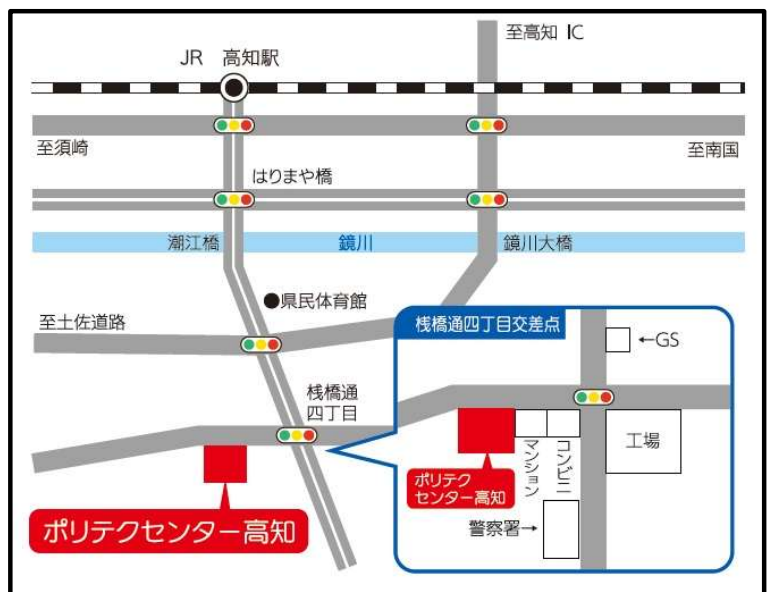 至高知 IC
JR 高知駅
至須崎
至南国
はりまや橋
潮江橋
鏡川
鏡川大橋
●県民体育館
至土佐道路
桟橋通四丁目交差点
←GS
桟橋通
四丁目
工場
マンション
コンビニ
ポリテク
センター高知
警察署→
ポリテクセンター高知